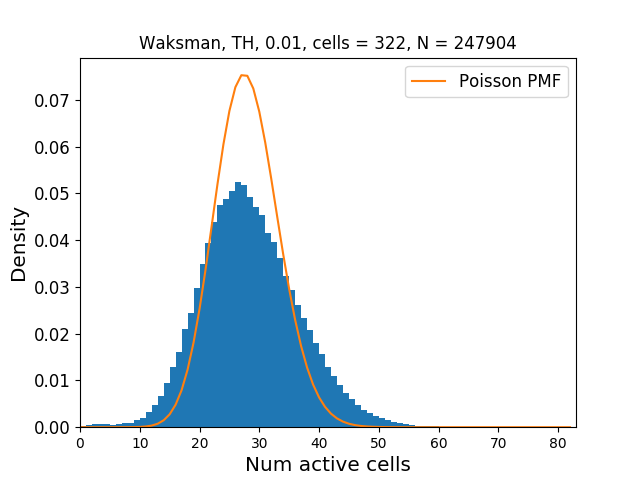 Waksman, TH, 0.01, cells = 322, N = 247904
Poisson PMF
0.07
0.06
0.05
0.04
0.03
0.02
0.01
0.00
Density
0 10 20 30 40 50 60 70 80
Num active cells